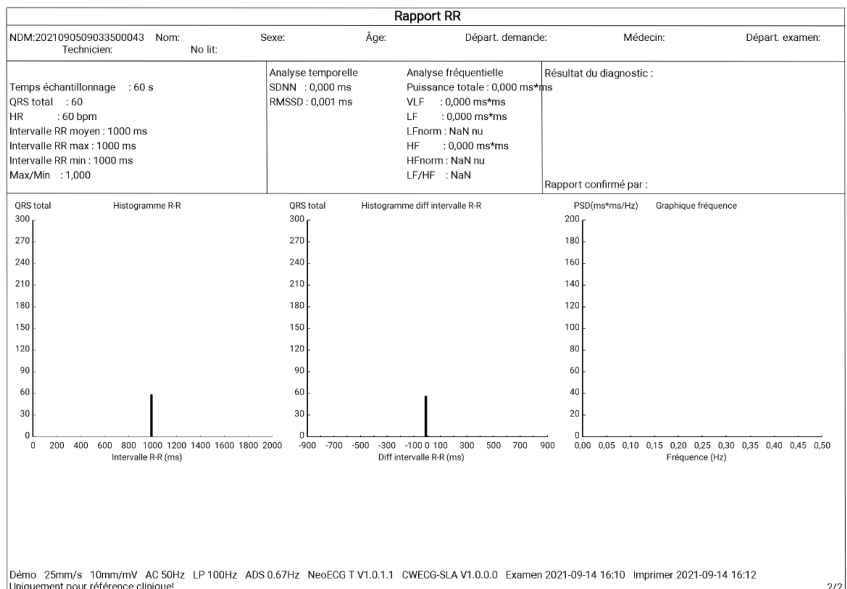 Rapport RR
NDM:2021090509033500043 Nom: Sexe: Âge: Départ. demande: Médecin: Départ. examen:
Technicien: No lit:
Temps échantillonnage : 60 s
QRS total : 60
HR : 60 bpm
Intervalle RR moyen : 1000 ms
Intervalle RR max : 1000 ms
Intervalle RR min : 1000 ms
Max/Min : 1,000
Analyse temporelle
SDNN : 0,000 ms
RMSSD : 0,001 ms
Analyse fréquentielle
Puissance totale : 0,000 ms*ms
VLF : 0,000 ms*ms
LF : 0,000 ms*ms
LFnorm : NaN nu
HF : 0,000 ms*ms
HFnorm : NaN nu
LF/HF : NaN
Résultat du diagnostic :
Rapport confirmé par :
QRS total Histogramme R-R
300
270
240
210
180
150
120
90
60
30
0
0 200 400 600 800 1000 1200 1400 1600 1800 2000
Intervalle R-R (ms)
QRS total Histogramme diff intervalle R-R
300
270
240
210
180
150
120
90
60
30
0
-900 -700 -500 -300 -100 0 100 300 500 700 900
Diff intervalle R-R (ms)
PSD(ms*ms/Hz) Graphique fréquence
200
180
160
140
120
100
80
60
40
20
0
0,00 0,05 0,10 0,15 0,20 0,25 0,30 0,35 0,40 0,45 0,50
Fréquence (Hz)
Démo 25mm/s 10mm/mV AC 50Hz LP 100Hz ADS 0.67Hz NeoECG T V1.0.1.1 CWECG-SLA V1.0.0.0 Examen 2021-09-14 16:10 Imprimer 2021-09-14 16:12
Uniquement pour référence clinique!
2/2